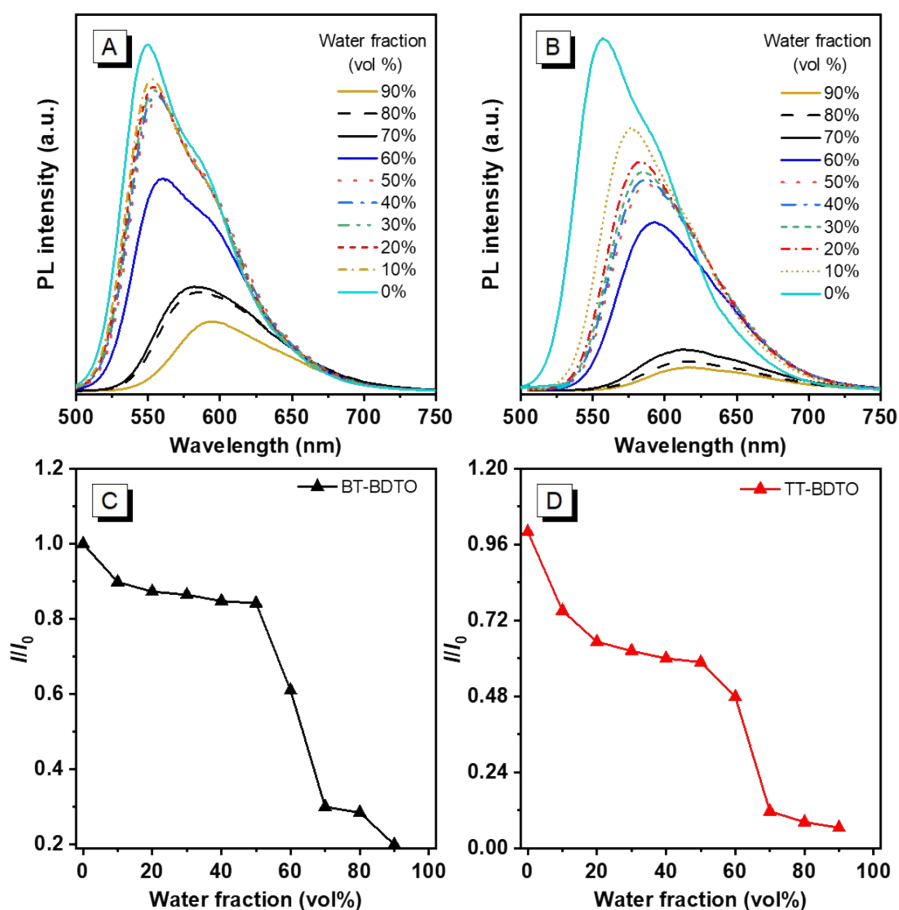 A
PL intensity (a.u.)
Water fraction
(vol %)
90%
80%
70%
60%
50%
40%
30%
20%
10%
0%
500 550 600 650 700 750
Wavelength (nm)
B
PL intensity (a.u.)
Water fraction
(vol %)
90%
80%
70%
60%
50%
40%
30%
20%
10%
0%
500 550 600 650 700 750
Wavelength (nm)
C
BT-BDTO
I/I0
1.2
1.0
0.8
0.6
0.4
0.2
0 20 40 60 80 100
Water fraction (vol%)
D
TT-BDTO
I/I0
1.20
0.96
0.72
0.48
0.24
0.00
0 20 40 60 80 100
Water fraction (vol%)